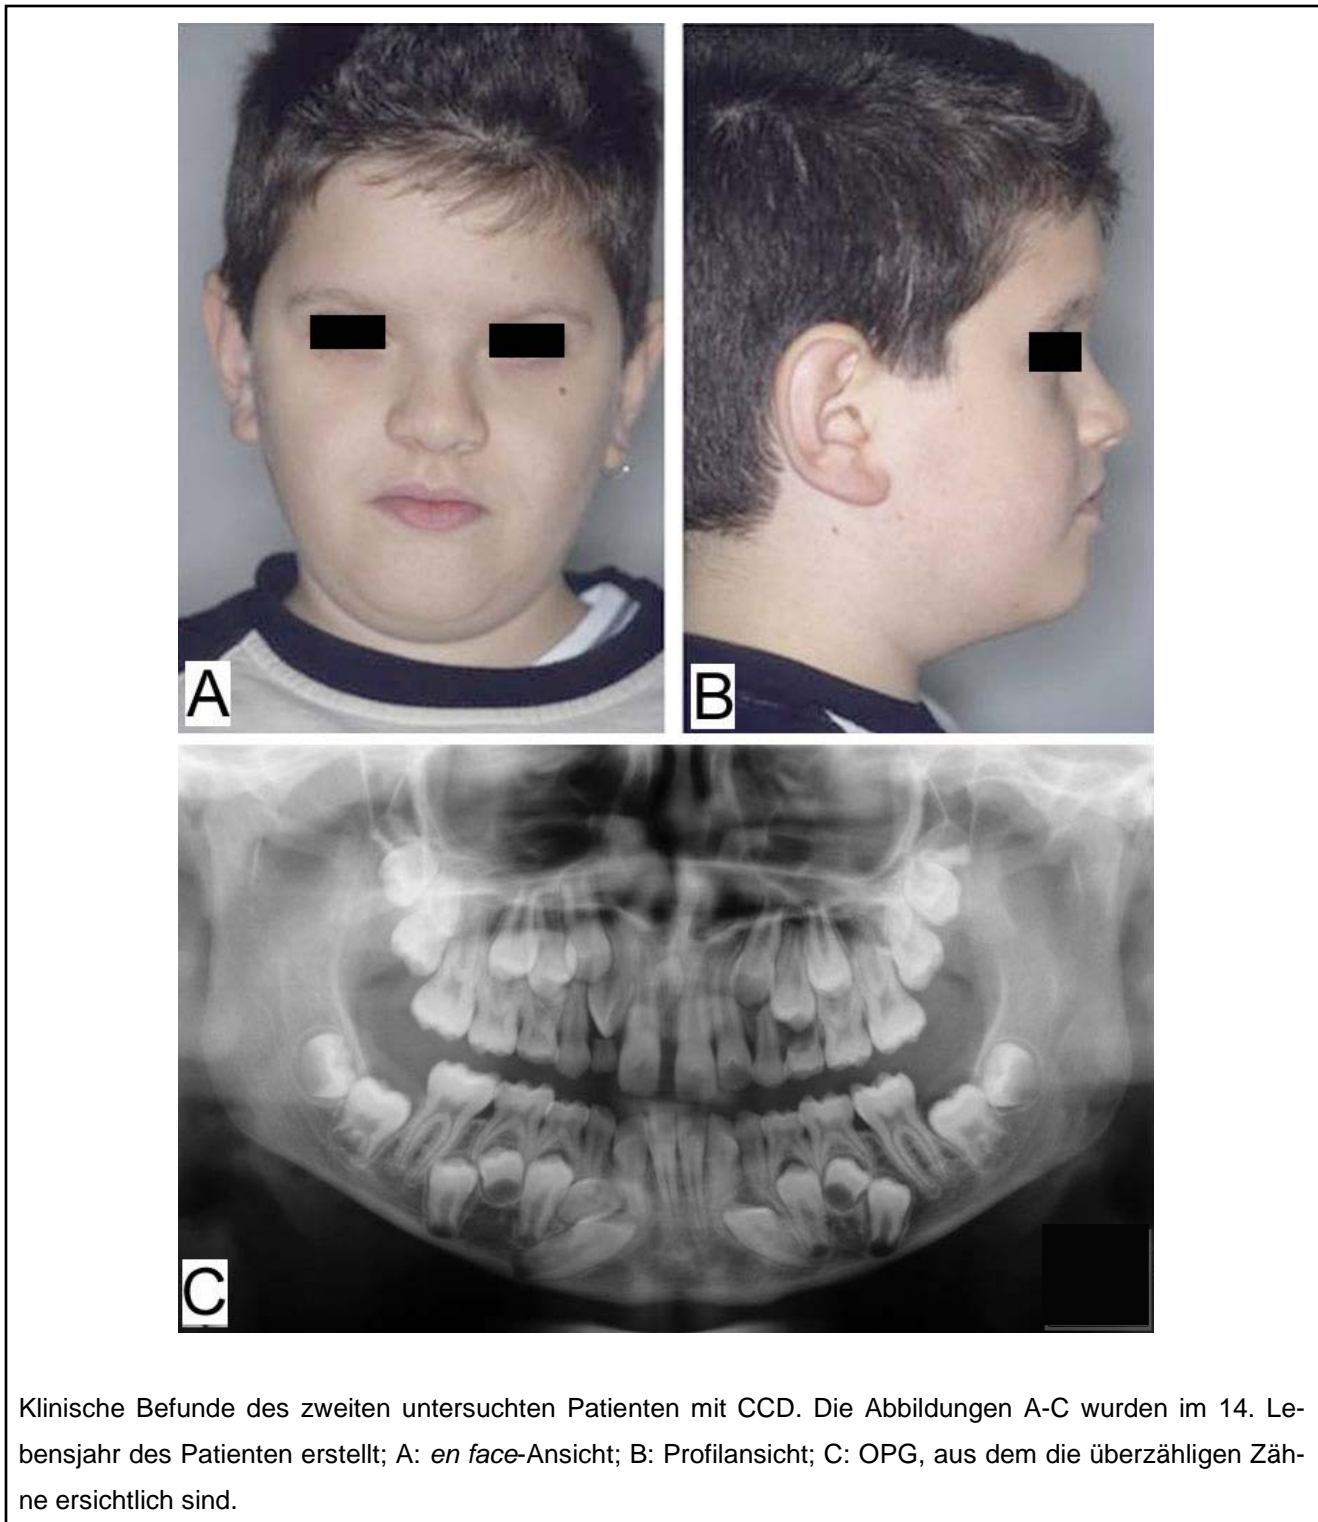 A
B
C
Klinische Befunde des zweiten untersuchten Patienten mit CCD. Die Abbildungen A-C wurden im 14. Le-
bensjahr des Patienten erstellt; A: en face-Ansicht; B: Profilansicht; C: OPG, aus dem die überzähligen Zäh-
ne ersichtlich sind.